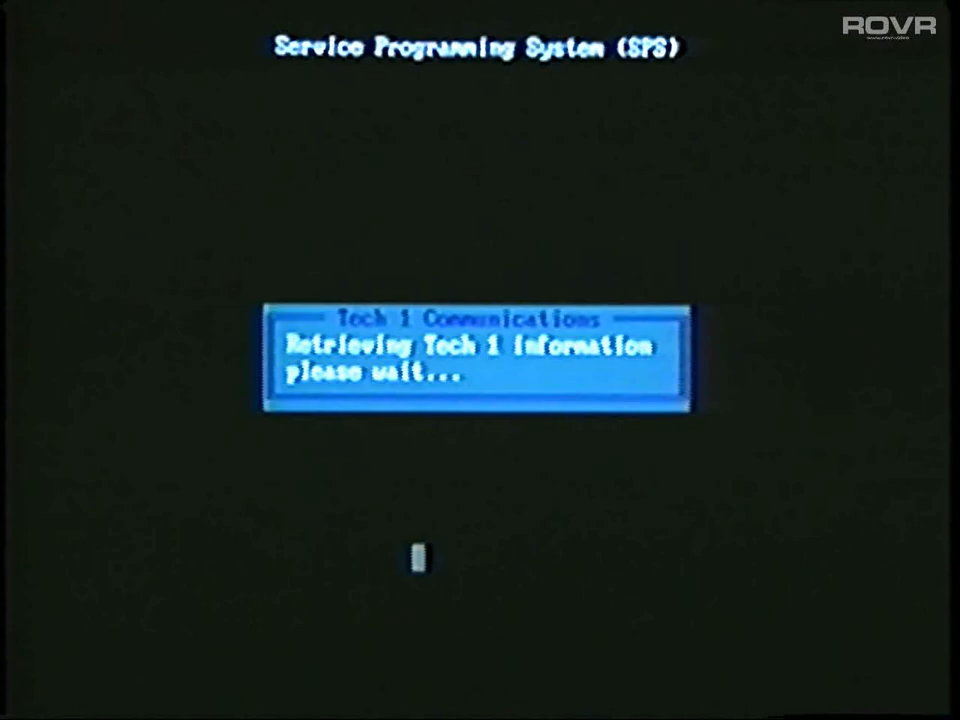 ROVR
Service Programming System (SPS)
Tech 1 Communications
Retrieving Tech 1 information
please wait...